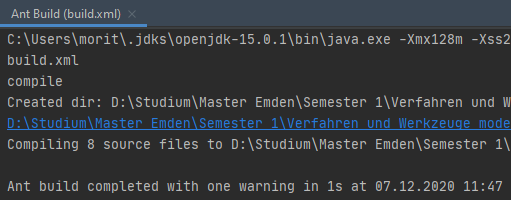 Ant Build (build.xml)
C:\Users\morit\.jdks\openjdk-15.0.1\bin\java.exe -Xmx128m -Xss2
build.xml
compile
Created dir: D:\Studium\Master Emden\Semester 1\Verfahren und W
D:\Studium\Master Emden\Semester 1\Verfahren und Werkzeuge mode
Compiling 8 source files to D:\Studium\Master Emden\Semester 1\
Ant build completed with one warning in 1s at 07.12.2020 11:47